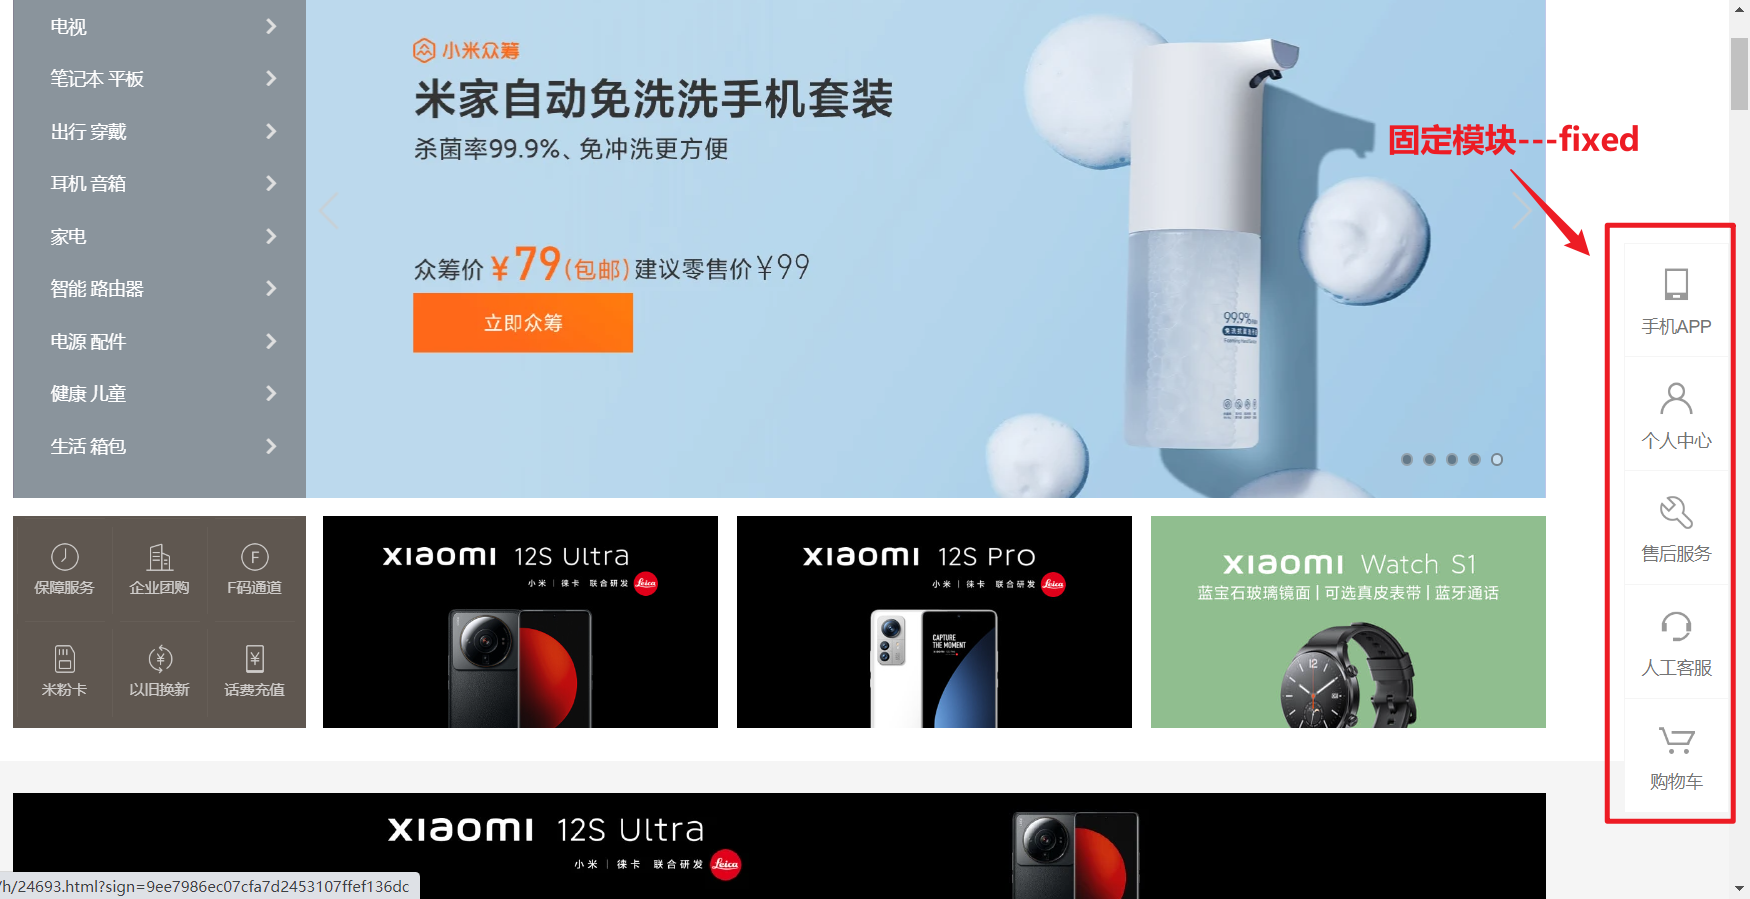 电视
笔记本 平板
出行 穿戴
耳机 音箱
家电
智能 路由器
电源 配件
健康 儿童
生活 箱包
小米众筹
米家自动免洗洗手机套装
杀菌率99.9%、免冲洗更方便
众筹价¥79(包邮)建议零售价¥99
立即众筹
99.9%
固定模块---fixed
手机APP
个人中心
售后服务
人工客服
购物车
保障服务
企业团购
F码通道
米粉卡
以旧换新
话费充值
xiaomi 12S Ultra
小米 | 徕卡 联合研发 Leica
xiaomi 12S Pro
小米 | 徕卡 联合研发 Leica
CAPTURE
THE MOMENT
xiaomi Watch S1
蓝宝石玻璃镜面 | 可选真皮表带 | 蓝牙通话
12
xiaomi 12S Ultra
小米 | 徕卡 联合研发 Leica
/h/24693.html?sign=9ee7986ec07cfa7d2453107ffef136dc